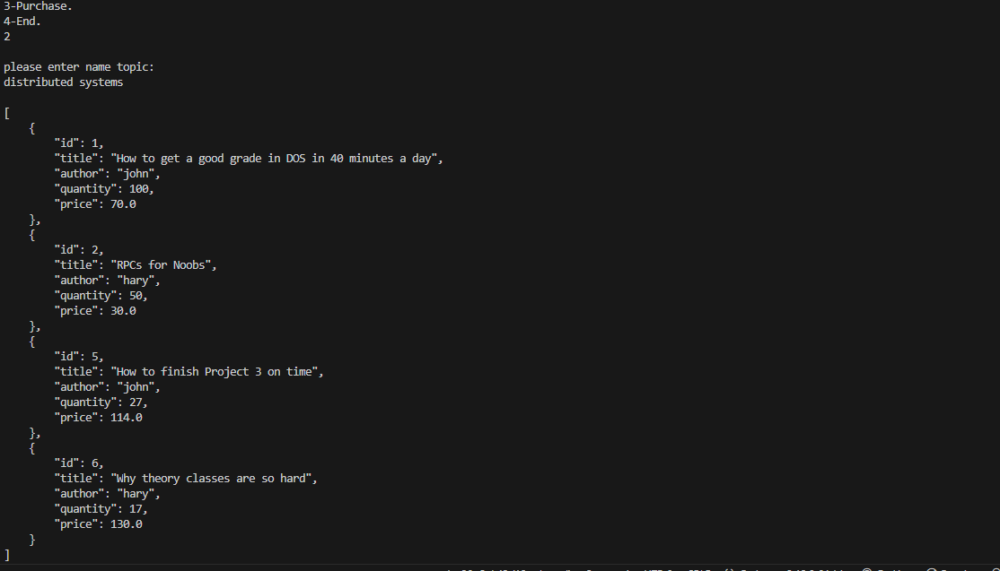 3-Purchase.
4-End.
2
please enter name topic:
distributed systems
[
{
"id": 1,
"title": "How to get a good grade in DOS in 40 minutes a day",
"author": "john",
"quantity": 100,
"price": 70.0
},
{
"id": 2,
"title": "RPCs for Noobs",
"author": "hary",
"quantity": 50,
"price": 30.0
},
{
"id": 5,
"title": "How to finish Project 3 on time",
"author": "john",
"quantity": 27,
"price": 114.0
},
{
"id": 6,
"title": "Why theory classes are so hard",
"author": "hary",
"quantity": 17,
"price": 130.0
}
]